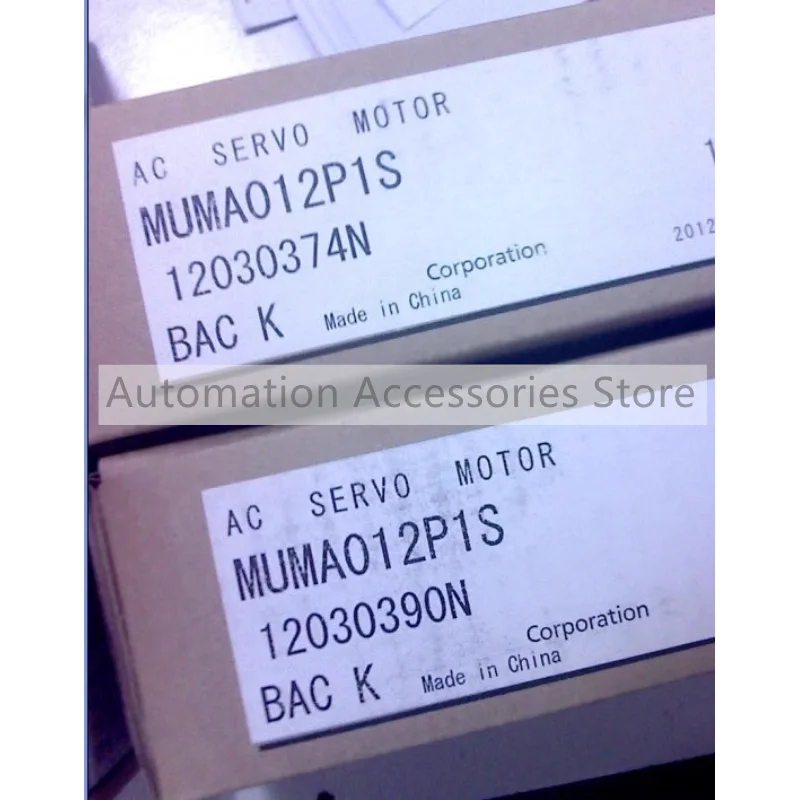 AC SERVO MOTOR
MUMA012P1S
12030374N
Corporation
2012
BAC K Made in China
Automation Accessories Store
AC SERVO MOTOR
MUMA012P1S
12030390N
Corporation
BAC K Made in China